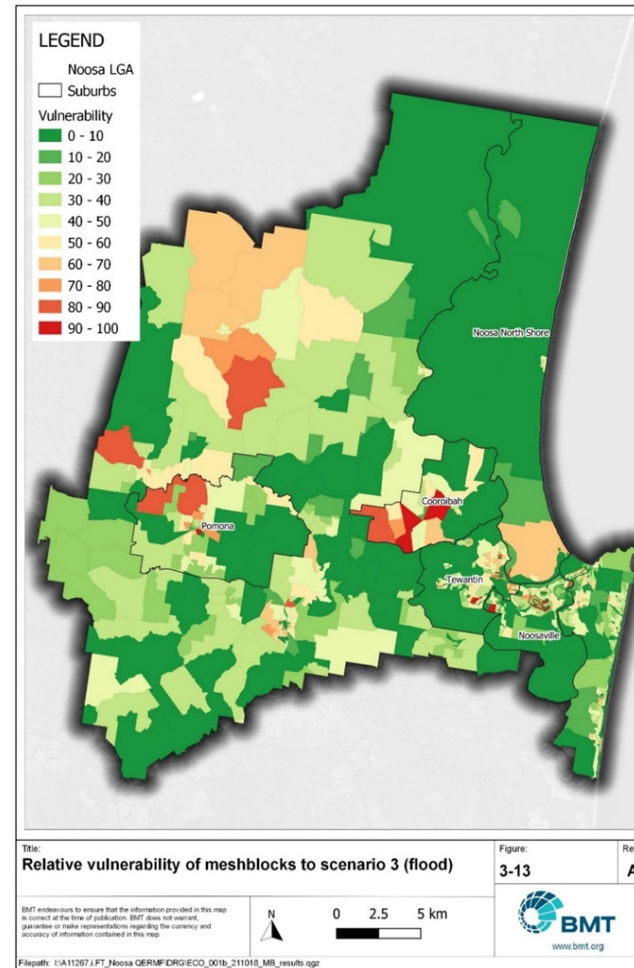 LEGEND
Noosa LGA
Suburbs
Vulnerability
0 - 10
10 - 20
20 - 30
30 - 40
40 - 50
50 - 60
60 - 70
70 - 80
80 - 90
90 - 100
Noosa North Shore
Cooroibah
Pomona
Tewantin
Noosaville
Title:
Relative vulnerability of meshblocks to scenario 3 (flood)
Figure:
3-13
Rev
A
BMT endeavours to ensure that the information provided in this map
is correct at the time of publication. BMT does not warrant,
guarantee or make representations regarding the currency and
accuracy of information contained in this map.
N
0 2.5 5 km
BMT
www.bmt.org
Filepath: I:\A11267.i.FT_Noosa QERMF\DRG\ECO_001b_211018_MB_results.qgz